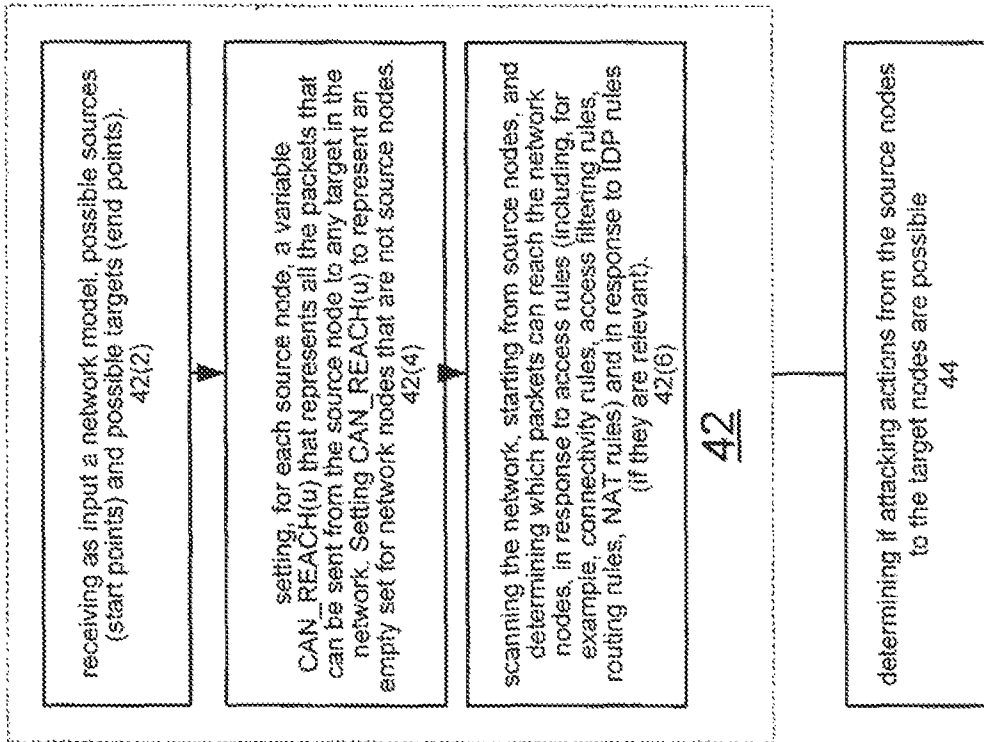 receiving as input a network model, possible sources
(start points) and possible targets (end points).
42(2)
setting, for each source node, a variable
CAN_REACH(u) that represents all the packets that
can be sent from the source node to any target in the
network. Setting CAN_REACH(u) to represent an
empty set for network nodes that are not source nodes.
42(4)
scanning the network, starting from source nodes, and
determining which packets can reach the network
nodes, in response to access rules (including, for
example, connectivity rules, access filtering rules,
routing rules, NAT rules) and in response to IDP rules
(if they are relevant).
42(6)
42
determining if attacking actions from the source nodes
to the target nodes are possible
44